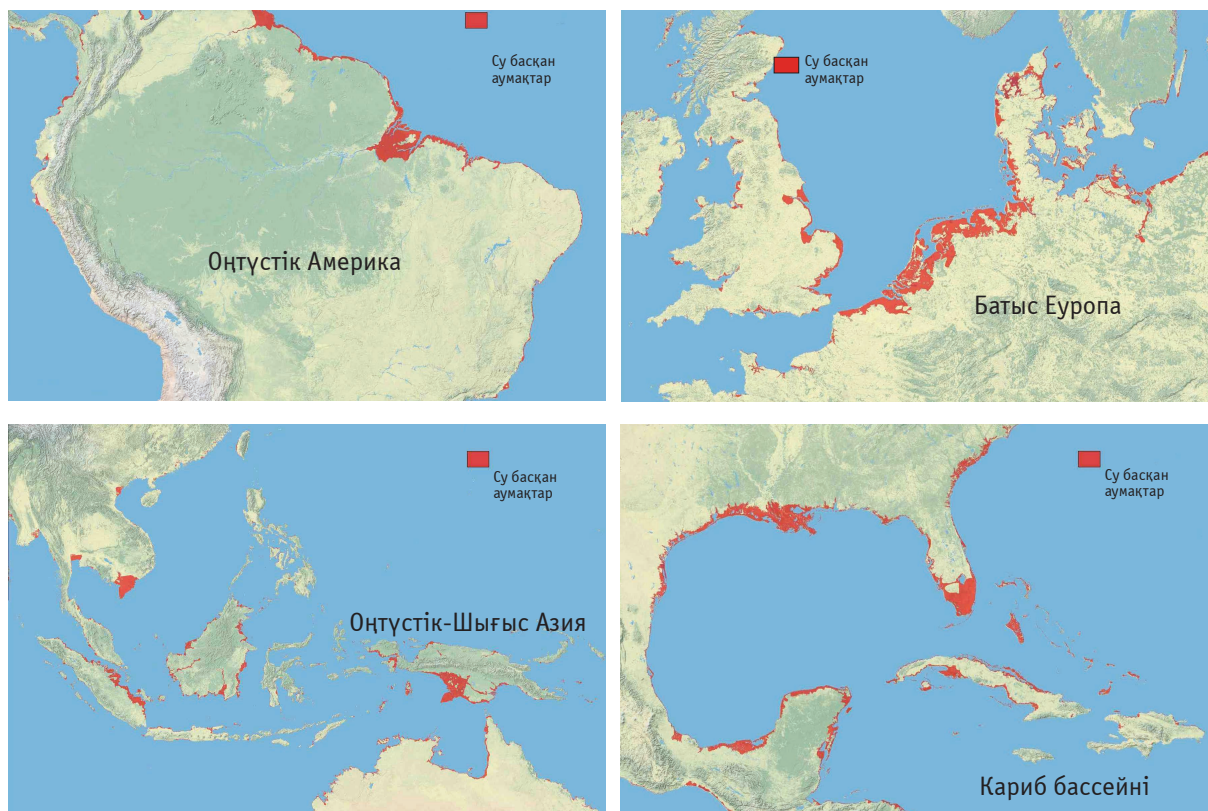 Су басқан
аумақтар
Оңтүстік Америка
Су басқан
аумақтар
Батыс Еуропа
Су басқан
аумақтар
Оңтүстік-Шығыс Азия
Су басқан
аумақтар
Кариб бассейні